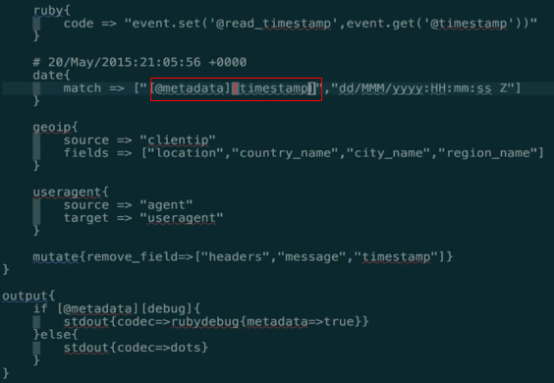 ruby{
code => "event.set('@read_timestamp',event.get('@timestamp'))"
}
# 20/May/2015:21:05:56 +0000
date{
match => ["[@metadata][timestamp]","dd/MMM/yyyy:HH:mm:ss Z"]
}
geoip{
source => "clientip"
fields => ["location","country_name","city_name","region_name"]
}
useragent{
source => "agent"
target => "useragent"
}
mutate{remove_field=>["headers","message","timestamp"]}
}
output{
if [@metadata][debug]{
stdout{codec=>rubydebug{metadata=>true}}
}else{
stdout{codec=>dots}
}
}